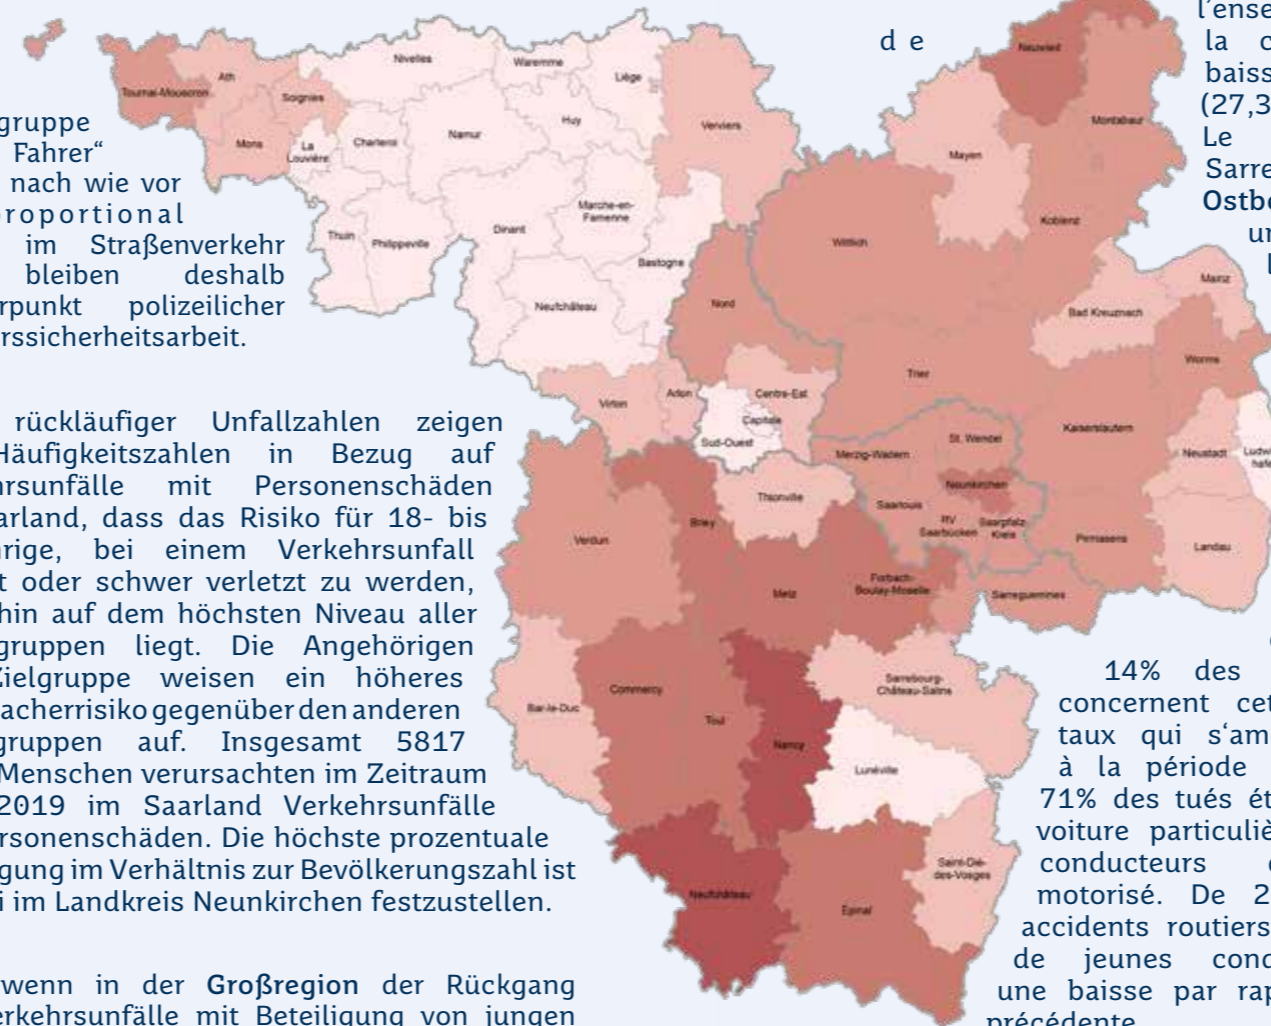 gruppe
Fahrer“
nach wie vor
proportional
im Straßenverkehr
bleiben deshalb
rpunkt polizeilicher
rssicherheitsarbeit.
rückläufiger Unfallzahlen zeigen
Häufigkeitszahlen in Bezug auf
hrsunfälle mit Personenschäden
arland, dass das Risiko für 18- bis
hrige, bei einem Verkehrsunfall
t oder schwer verletzt zu werden,
hin auf dem höchsten Niveau aller
gruppen liegt. Die Angehörigen
Zielgruppe weisen ein höheres
acherrisiko gegenüber den anderen
gruppen auf. Insgesamt 5817
Menschen verursachten im Zeitraum
2019 im Saarland Verkehrsunfälle
rsonenschäden. Die höchste prozentuale
gung im Verhältnis zur Bevölkerungszahl ist
i im Landkreis Neunkirchen festzustellen.
wenn in der Großregion der Rückgang
erkehrsunfälle mit Beteiligung von jungen
Tournai-Mouscron
Ath
Soignies
Mons
La Louvière
Nivelles
Waremme
Liège
Charleroi
Namur
Huy
Verviers
Thuin
Philippeville
Dinant
Marche-en-Famenne
Bastogne
Neufchâteau
Virton
Arlon
Nord
Centre-Est
Capitale
Sud-Ouest
Neuwied
Montabaur
Mayen
Koblenz
Wittlich
Mainz
Bad Kreuznach
Worms
Trier
Kaiserslautern
Neustadt
Ludwi
hafe
Pirmasens
Landau
St. Wendel
Merzig-Wadern
Neunkirchen
Saarlouis
RV Saarbücken
Saarpfalz-Kreis
Thionville
Briey
Verdun
Metz
Forbach-Boulay-Moselle
Sarreguemines
Bar-le-Duc
Commercy
Toul
Nancy
Sarrebourg-Château-Salins
Lunéville
Neufchâteau
Epinal
Saint-Dié-des-Vosges
de
l’ense
la c
baiss
(27,3
Le
Sarre
Ostbe
un
l
14% des
concernent cet
taux qui s‘am
à la période
71% des tués ét
voiture particuliè
conducteurs
motorisé. De 2
accidents routiers
de jeunes cond
une baisse par rap
précédente